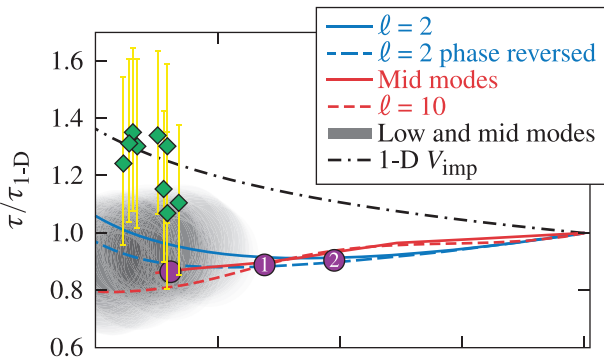 ℓ = 2
ℓ = 2 phase reversed
Mid modes
ℓ = 10
Low and mid modes
1-D Vimp
τ/τ1-D
1.6
1.4
1.2
1.0
0.8
0.6
1
2